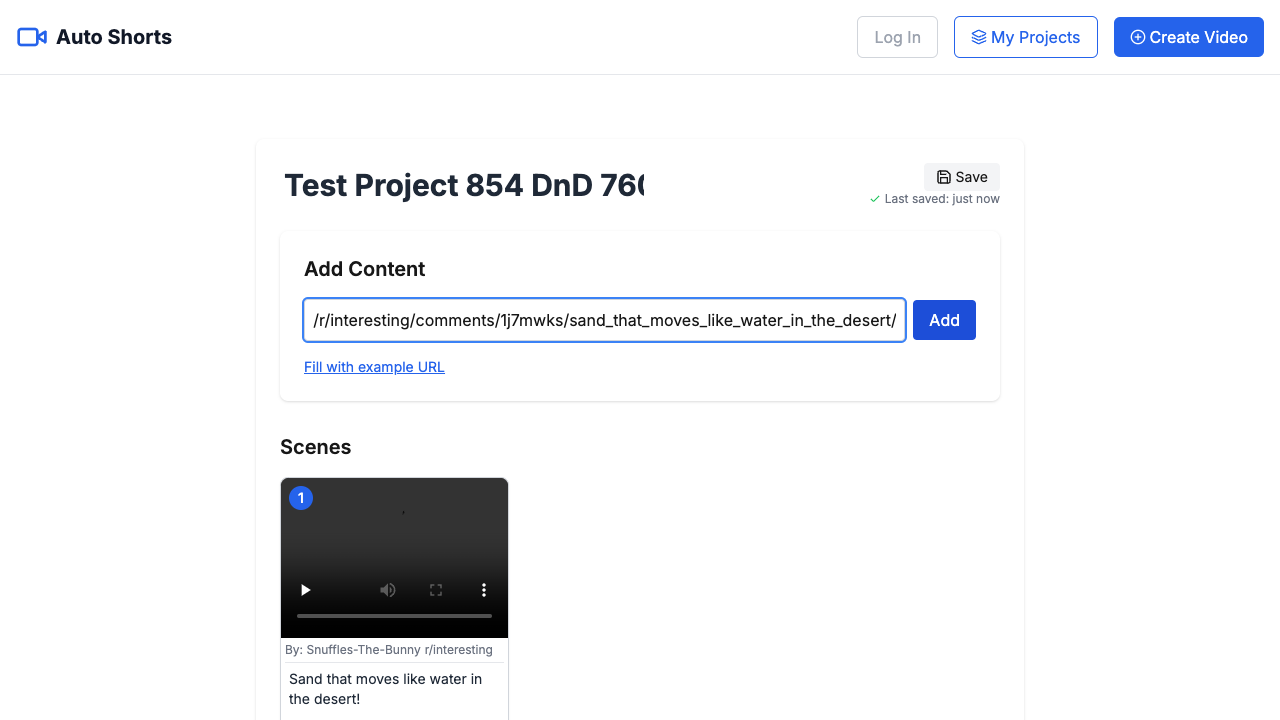 Auto Shorts
Log In
My Projects
Create Video
Test Project 854 DnD 760
Save
Last saved: just now
Add Content
/r/interesting/comments/1j7mwks/sand_that_moves_like_water_in_the_desert/
Add
Fill with example URL
Scenes
1
By: Snuffles-The-Bunny r/interesting
Sand that moves like water in
the desert!